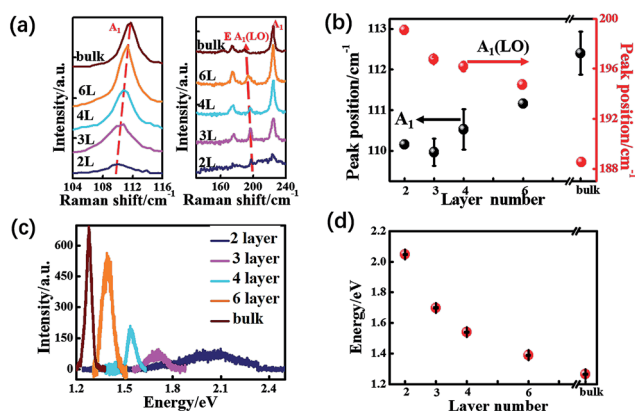 (a)
A₁
bulk
6L
4L
3L
2L
Intensity/a.u.
104 108 112 116
Raman shift/cm⁻¹
E A₁(LO)
A₁
bulk
6L
4L
3L
2L
Intensity/a.u.
160 200 240
Raman shift/cm⁻¹
(b)
113
112
111
110
Peak position/cm⁻¹
A₁(LO)
A₁
200
196
192
188
Peak position/cm⁻¹
2 3 4 6 bulk
Layer number
(c)
600
450
300
150
0
Intensity/a.u.
2 layer
3 layer
4 layer
6 layer
bulk
1.2 1.5 1.8 2.1 2.4
Energy/eV
(d)
2.2
2.0
1.8
1.6
1.4
1.2
Energy/eV
2 3 4 6 bulk
Layer number